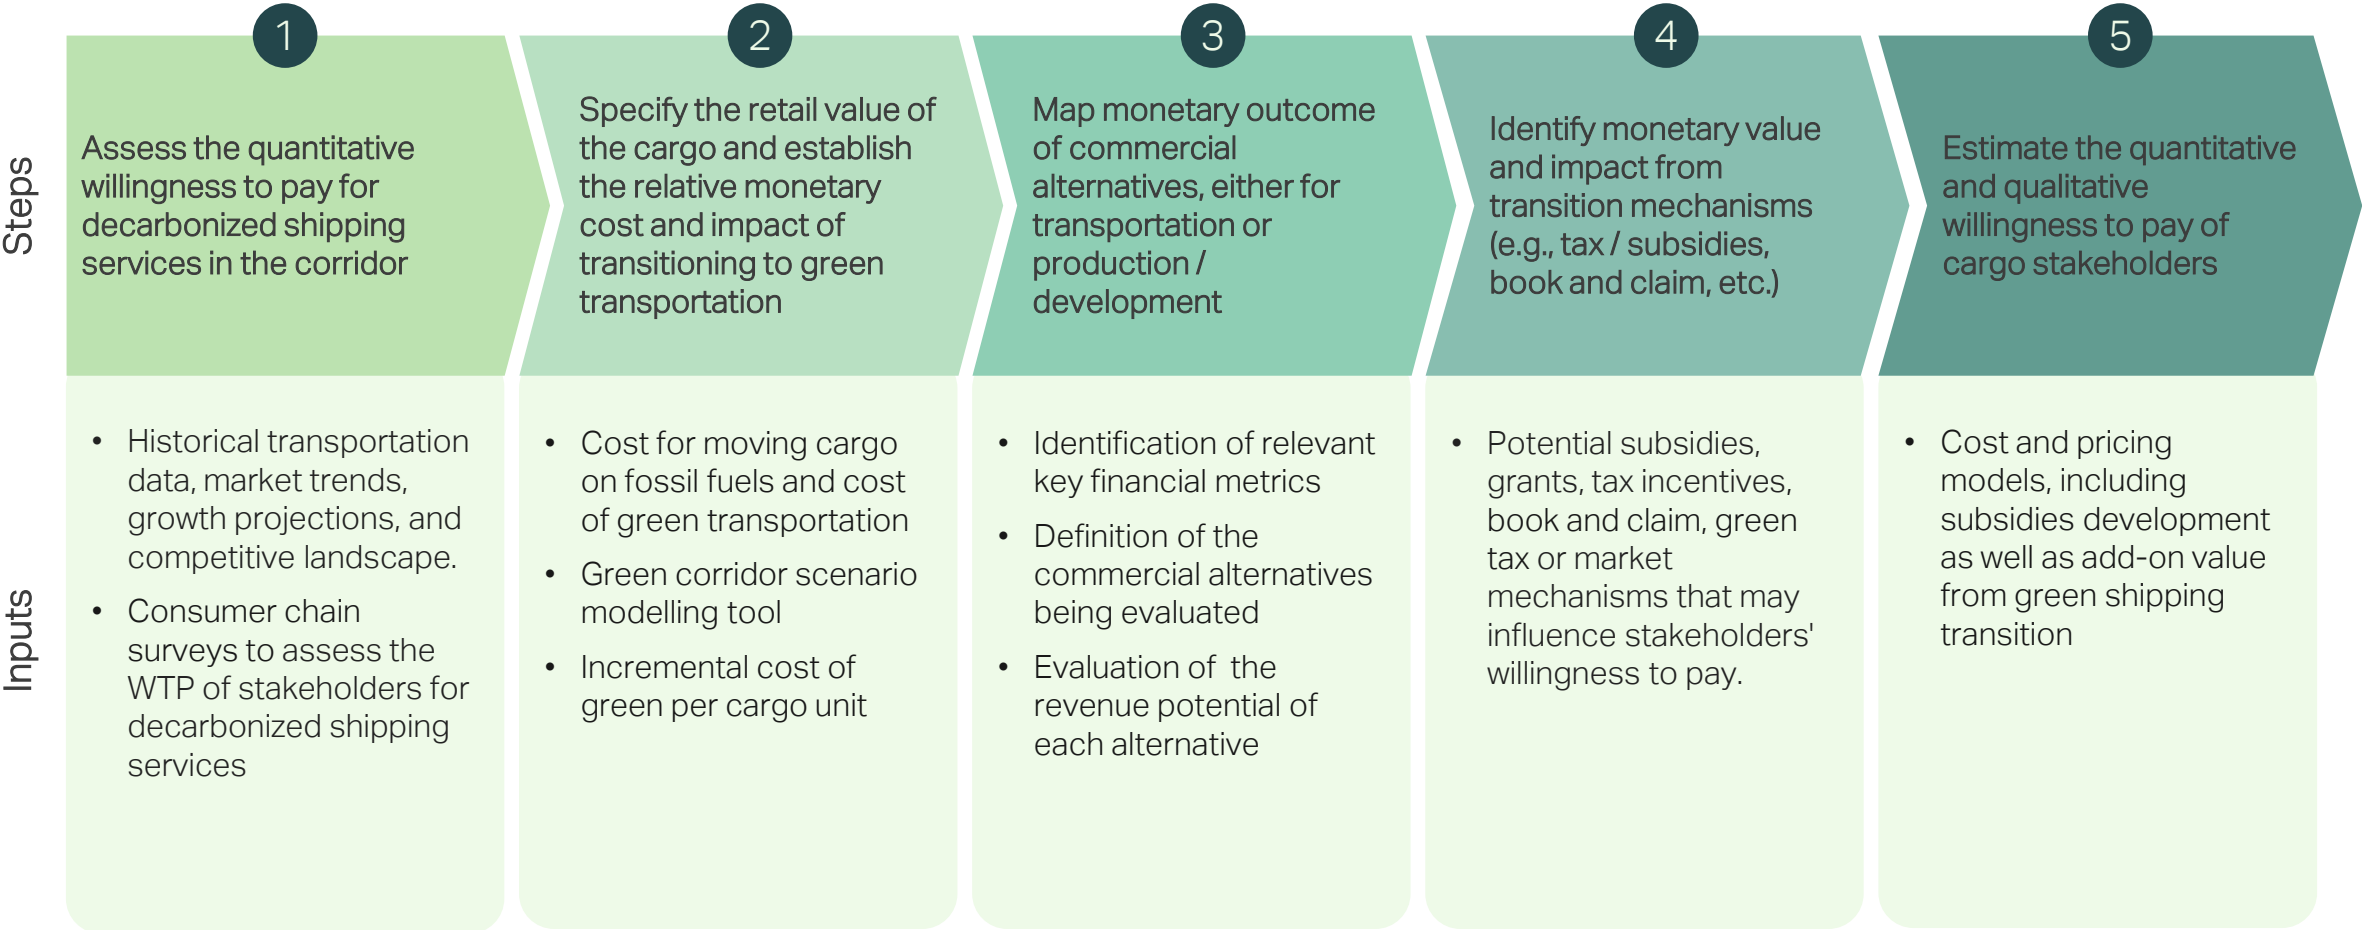 1
2
3
4
5
Steps
Assess the quantitative
willingness to pay for
decarbonized shipping
services in the corridor
Specify the retail value of
the cargo and establish
the relative monetary
cost and impact of
transitioning to green
transportation
Map monetary outcome
of commercial
alternatives, either for
transportation or
production /
development
Identify monetary value
and impact from
transition mechanisms
(e.g., tax / subsidies,
book and claim, etc.)
Estimate the quantitative
and qualitative
willingness to pay of
cargo stakeholders
Inputs
• Historical transportation
data, market trends,
growth projections, and
competitive landscape.
• Consumer chain
surveys to assess the
WTP of stakeholders for
decarbonized shipping
services
• Cost for moving cargo
on fossil fuels and cost
of green transportation
• Green corridor scenario
modelling tool
• Incremental cost of
green per cargo unit
• Identification of relevant
key financial metrics
• Definition of the
commercial alternatives
being evaluated
• Evaluation of  the
revenue potential of
each alternative
• Potential subsidies,
grants, tax incentives,
book and claim, green
tax or market
mechanisms that may
influence stakeholders'
willingness to pay.
• Cost and pricing
models, including
subsidies development
as well as add-on value
from green shipping
transition